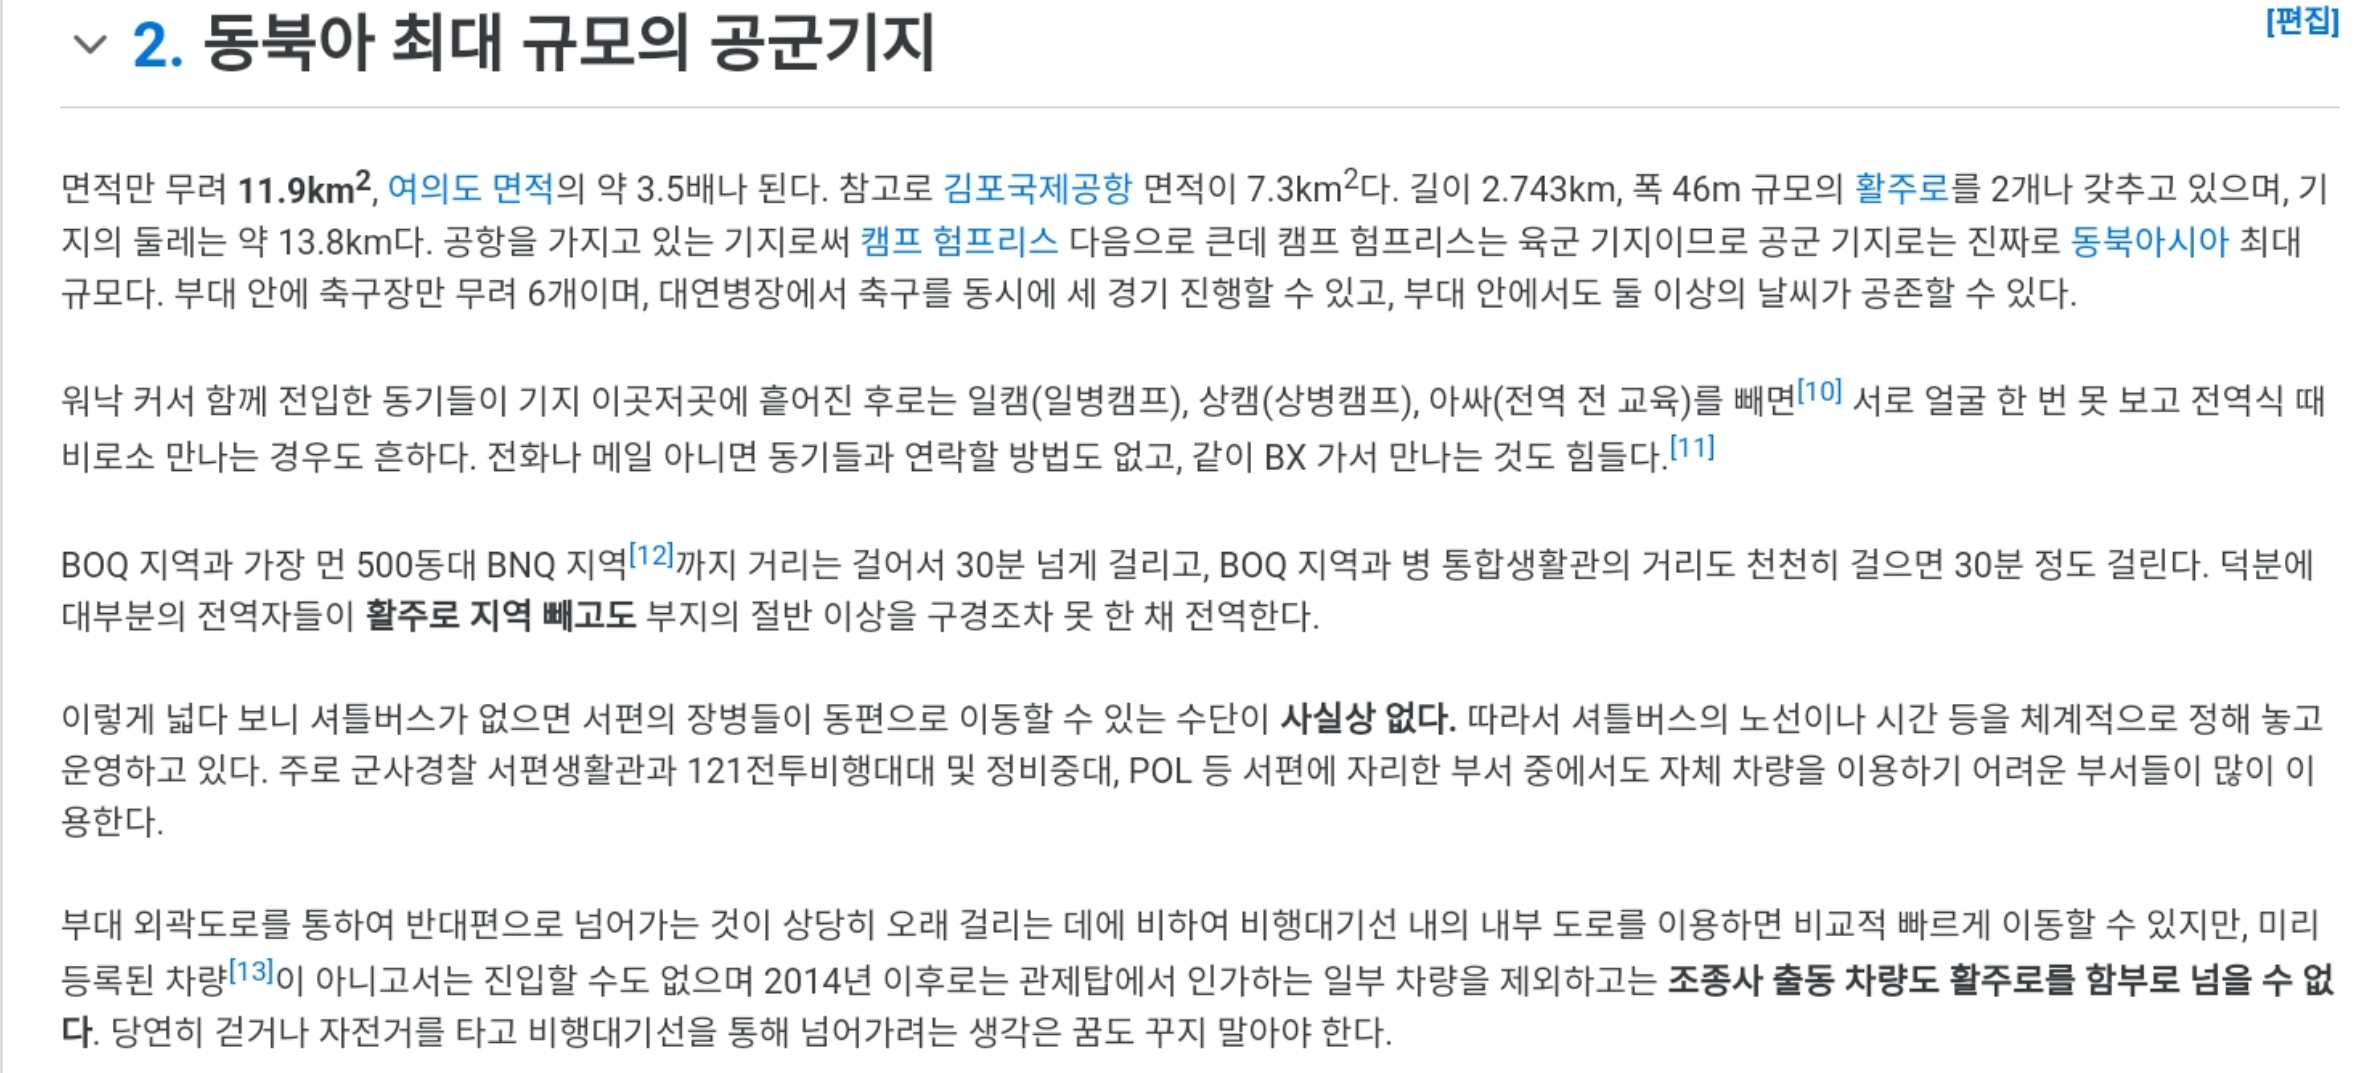 2. 동북아 최대 규모의 공군기지
[편집]
면적만 무려 11.9km², 여의도 면적의 약 3.5배나 된다. 참고로 김포국제공항 면적이 7.3km²다. 길이 2.743km, 폭 46m 규모의 활주로를 2개나 갖추고 있으며, 기
지의 둘레는 약 13.8km다. 공항을 가지고 있는 기지로써 캠프 험프리스 다음으로 큰데 캠프 험프리스는 육군 기지이므로 공군 기지로는 진짜로 동북아시아 최대
규모다. 부대 안에 축구장만 무려 6개이며, 대연병장에서 축구를 동시에 세 경기 진행할 수 있고, 부대 안에서도 둘 이상의 날씨가 공존할 수 있다.
워낙 커서 함께 전입한 동기들이 기지 이곳저곳에 흩어진 후로는 일캠(일병캠프), 상캠(상병캠프), 아싸(전역 전 교육)를 빼면[10] 서로 얼굴 한 번 못 보고 전역식 때
비로소 만나는 경우도 흔하다. 전화나 메일 아니면 동기들과 연락할 방법도 없고, 같이 BX 가서 만나는 것도 힘들다.[11]
BOQ 지역과 가장 먼 500동대 BNQ 지역[12]까지 거리는 걸어서 30분 넘게 걸리고, BOQ 지역과 병 통합생활관의 거리도 천천히 걸으면 30분 정도 걸린다. 덕분에
대부분의 전역자들이 활주로 지역 빼고도 부지의 절반 이상을 구경조차 못 한 채 전역한다.
이렇게 넓다 보니 셔틀버스가 없으면 서편의 장병들이 동편으로 이동할 수 있는 수단이 사실상 없다. 따라서 셔틀버스의 노선이나 시간 등을 체계적으로 정해 놓고
운영하고 있다. 주로 군사경찰 서편생활관과 121전투비행대대 및 정비중대, POL 등 서편에 자리한 부서 중에서도 자체 차량을 이용하기 어려운 부서들이 많이 이
용한다.
부대 외곽도로를 통하여 반대편으로 넘어가는 것이 상당히 오래 걸리는 데에 비하여 비행대기선 내의 내부 도로를 이용하면 비교적 빠르게 이동할 수 있지만, 미리
등록된 차량[13]이 아니고서는 진입할 수도 없으며 2014년 이후로는 관제탑에서 인가하는 일부 차량을 제외하고는 조종사 출동 차량도 활주로를 함부로 넘을 수 없
다. 당연히 걷거나 자전거를 타고 비행대기선을 통해 넘어가려는 생각은 꿈도 꾸지 말아야 한다.